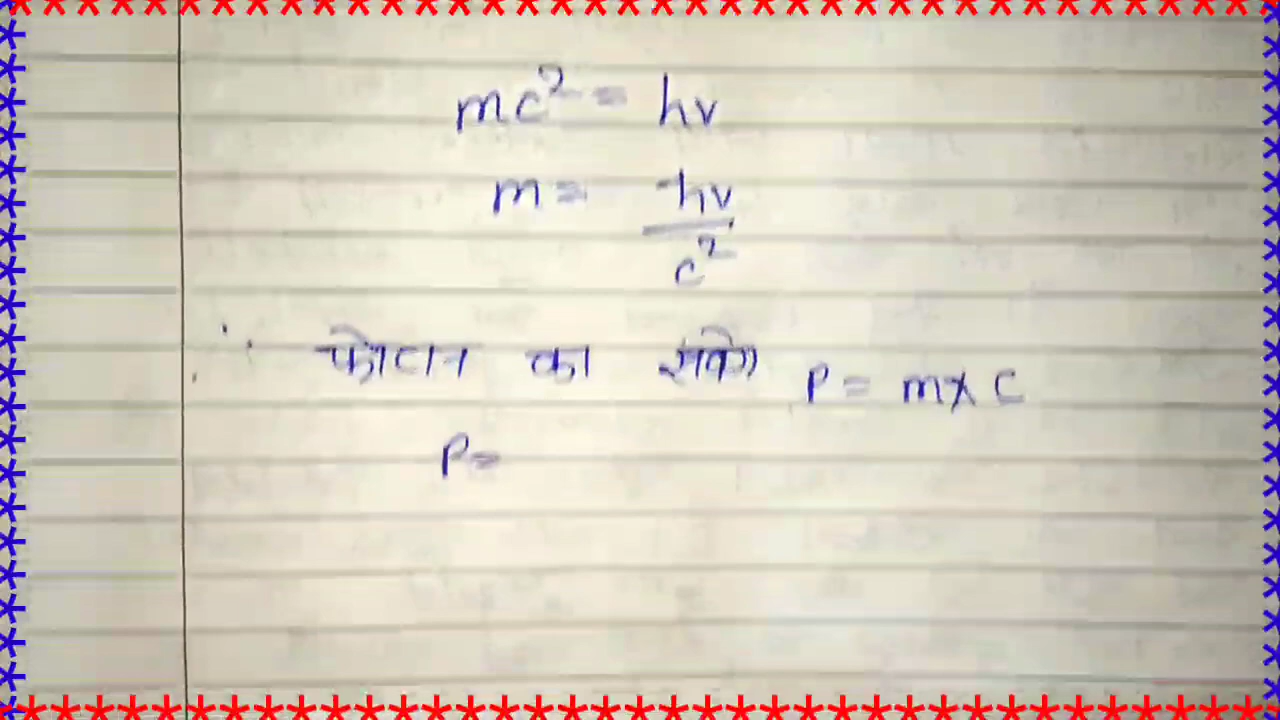 mc² = hν
m = hν
c²
∴ फोटान का संवेग P = m×c
P =